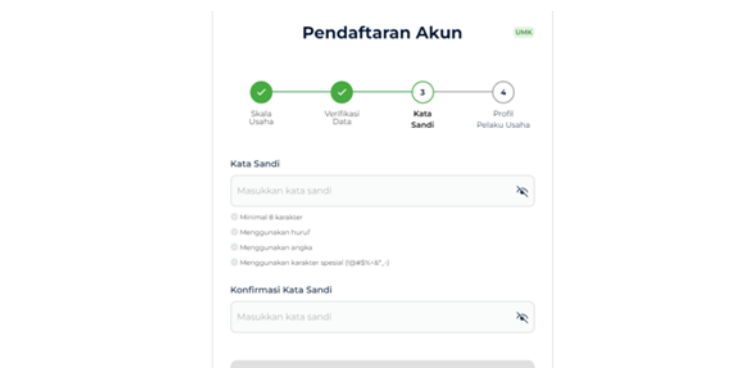 Pendaftaran Akun
UMK
3
4
Skala
Usaha
Verifikasi
Data
Kata
Sandi
Profil
Pelaku Usaha
Kata Sandi
Masukkan kata sandi
Minimal 8 karakter
Menggunakan huruf
Menggunakan angka
Menggunakan karakter spesial (!@#$%^&*_-)
Konfirmasi Kata Sandi
Masukkan kata sandi